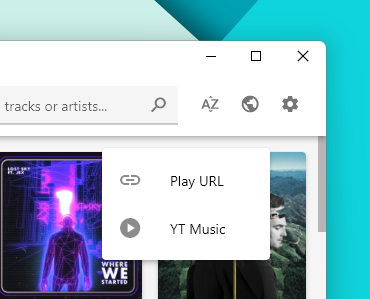 tracks or artists...
AZ
Play URL
YT Music
LOST SKY
FT. JEX
WHERE
WE
STARTED